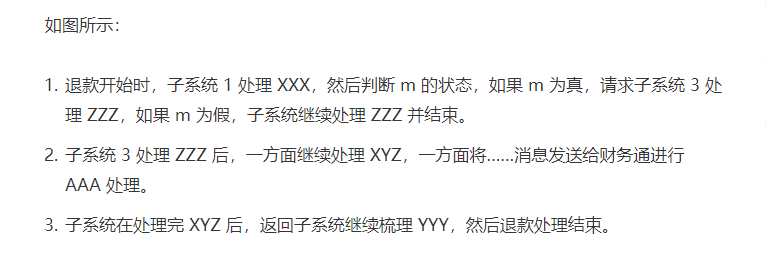 如图所示：
1. 退款开始时，子系统 1 处理 XXX，然后判断 m 的状态，如果 m 为真，请求子系统 3 处
理 ZZZ，如果 m 为假，子系统继续处理 ZZZ 并结束。
2. 子系统 3 处理 ZZZ 后，一方面继续处理 XYZ，一方面将……消息发送给财务通进行
AAA 处理。
3. 子系统在处理完 XYZ 后，返回子系统继续梳理 YYY，然后退款处理结束。